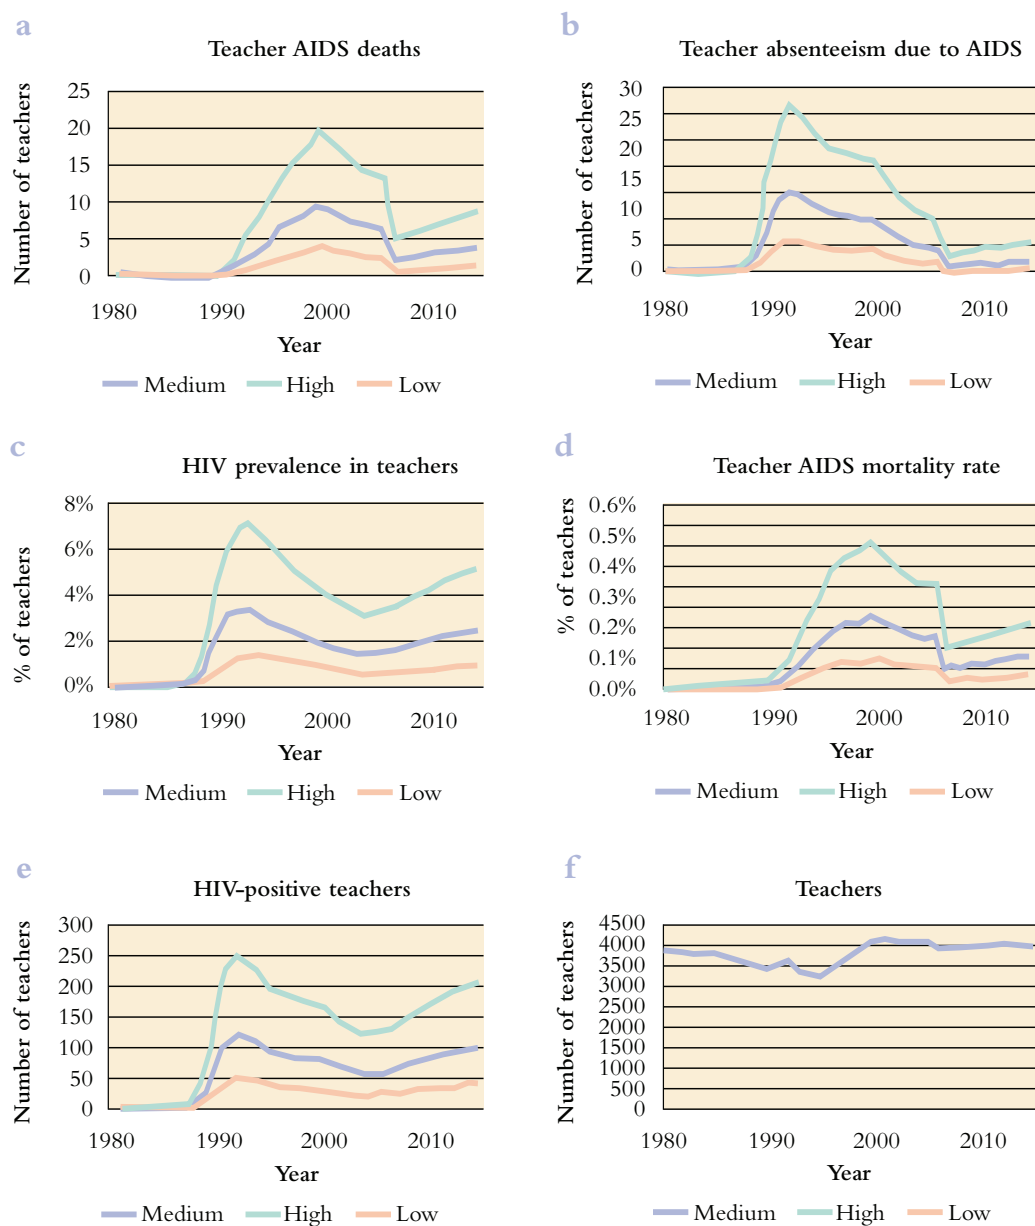 a
Teacher AIDS deaths
Number of teachers
25
20
15
10
5
0
1980 1990 2000 2010
Year
Medium High Low
b
Teacher absenteeism due to AIDS
Number of teachers
30
25
20
15
10
5
0
1980 1990 2000 2010
Year
Medium High Low
c
HIV prevalence in teachers
% of teachers
8%
6%
4%
2%
0%
1980 1990 2000 2010
Year
Medium High Low
d
Teacher AIDS mortality rate
% of teachers
0.6%
0.5%
0.4%
0.3%
0.2%
0.1%
0.0%
1980 1990 2000 2010
Year
Medium High Low
e
HIV-positive teachers
Number of teachers
300
250
200
150
100
50
0
1980 1990 2000 2010
Year
Medium High Low
f
Teachers
Number of teachers
4500
4000
3500
3000
2500
2000
1500
1000
500
0
1980 1990 2000 2010
Year
Medium High Low